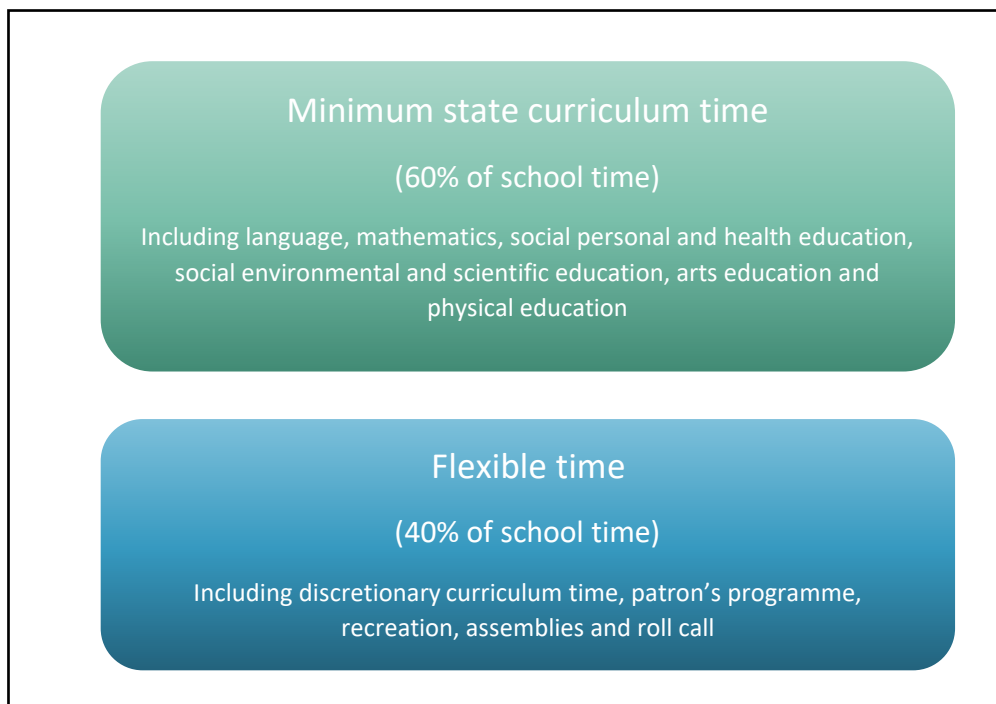 Minimum state curriculum time
(60% of school time)
Including language, mathematics, social personal and health education,
social environmental and scientific education, arts education and
physical education
Flexible time
(40% of school time)
Including discretionary curriculum time, patron’s programme,
recreation, assemblies and roll call